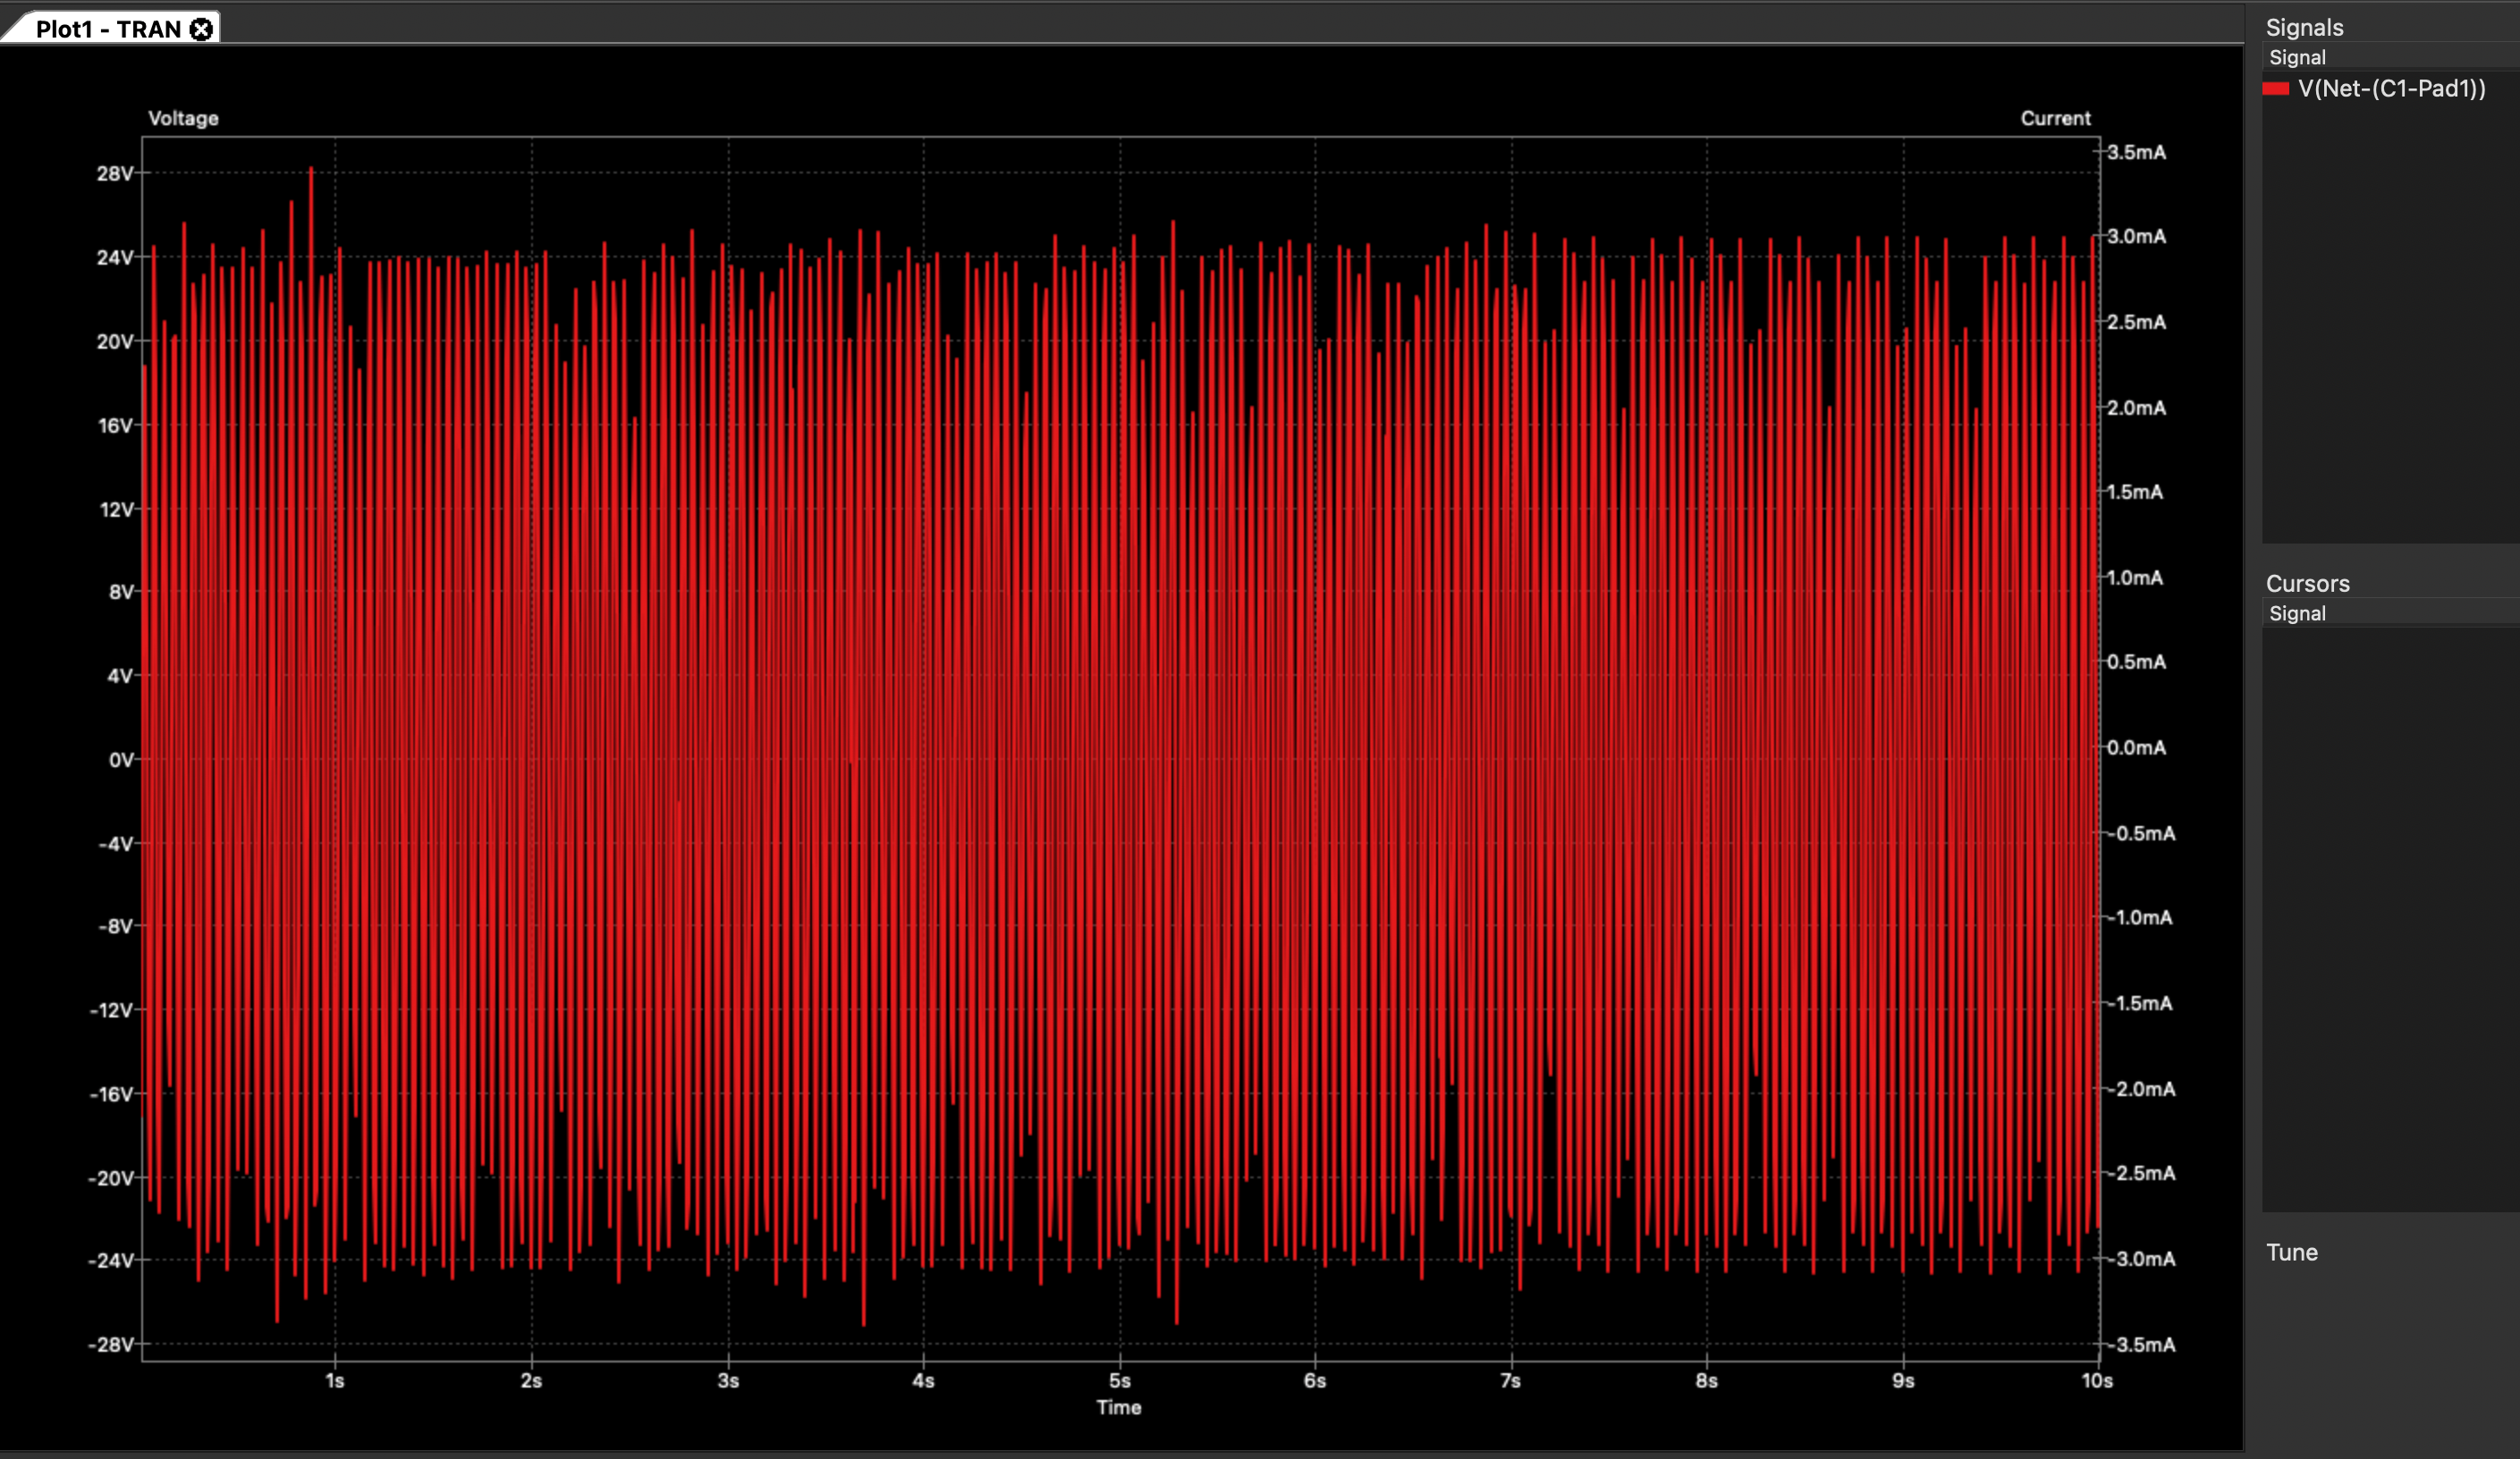 Plot1 - TRAN
Voltage
Current
28V
24V
20V
16V
12V
8V
4V
0V
-4V
-8V
-12V
-16V
-20V
-24V
-28V
3.5mA
3.0mA
2.5mA
2.0mA
1.5mA
1.0mA
0.5mA
0.0mA
-0.5mA
-1.0mA
-1.5mA
-2.0mA
-2.5mA
-3.0mA
-3.5mA
1s 2s 3s 4s 5s 6s 7s 8s 9s 10s
Time
Signals
Signal
V(Net-(C1-Pad1))
Cursors
Signal
Tune